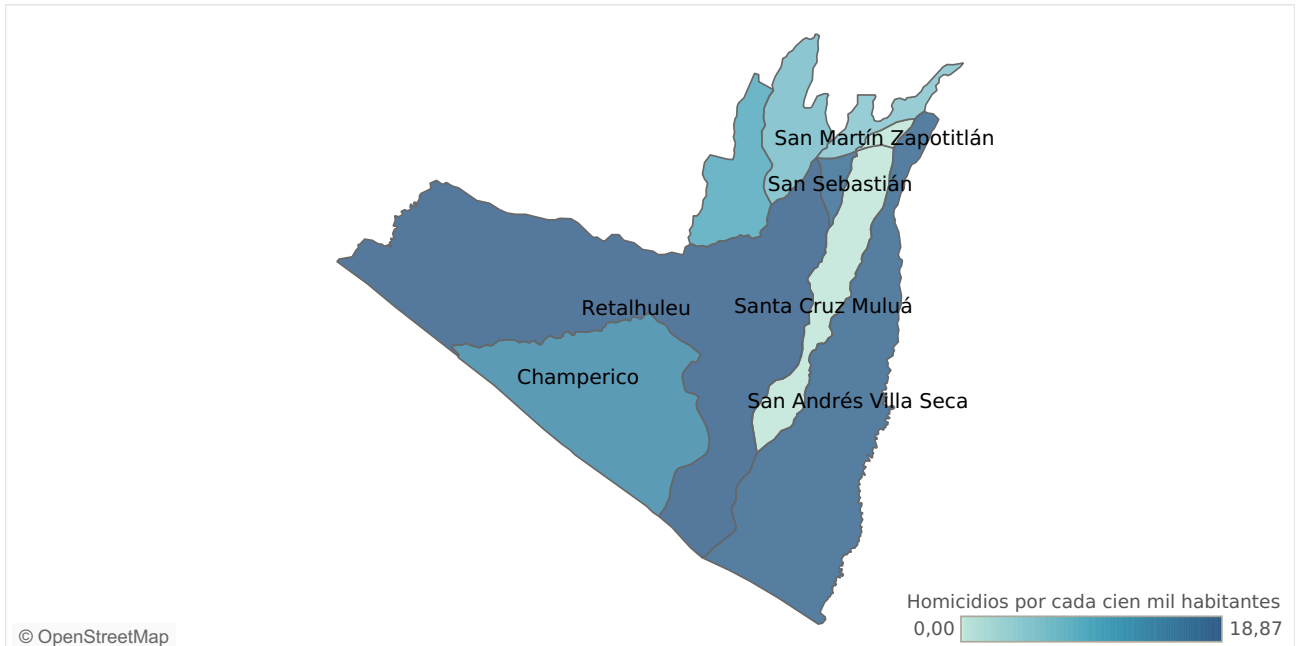 San Martín Zapotitlán
San Sebastián
Retalhuleu
Santa Cruz Muluá
Champerico
San Andrés Villa Seca
Homicidios por cada cien mil habitantes
0,00
18,87
© OpenStreetMap